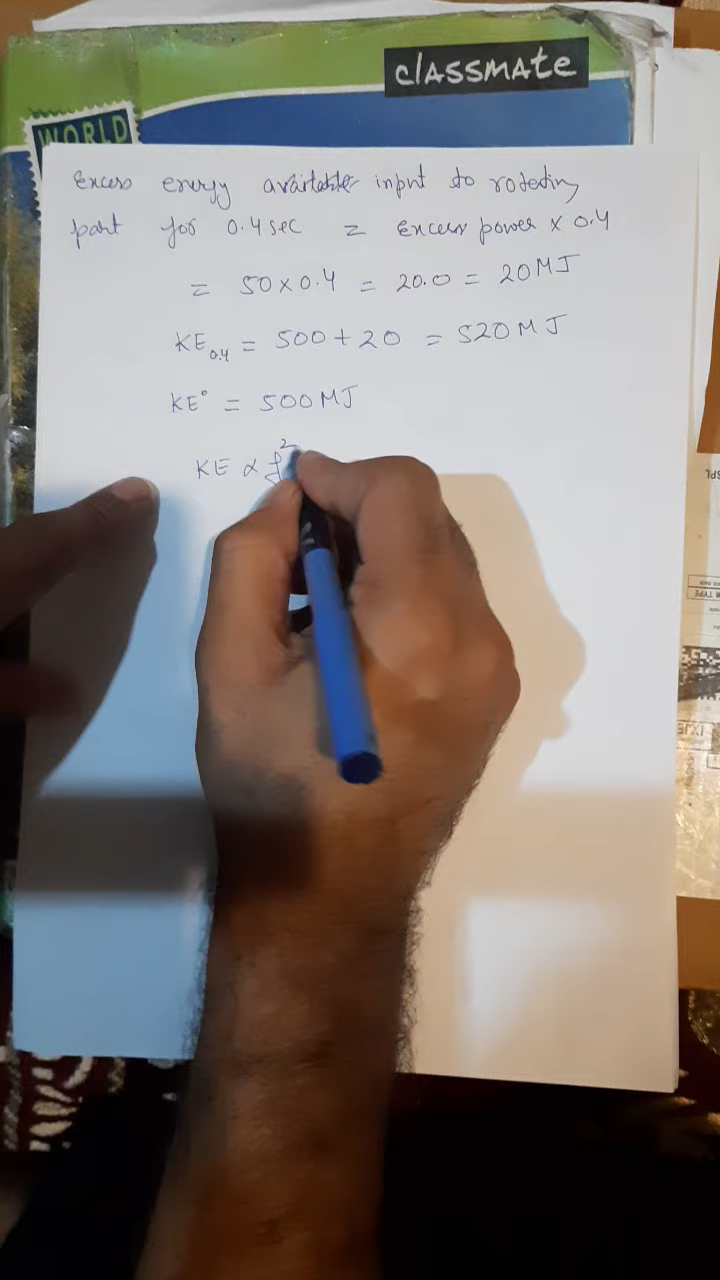 classmate
WORLD
Excess energy available input to rotating
part for 0.4 sec = Excess power × 0.4
= 50 × 0.4 = 20.0 = 20 MJ
KE0.4 = 500 + 20 = 520 MJ
KE° = 500 MJ
KE ∝ f²